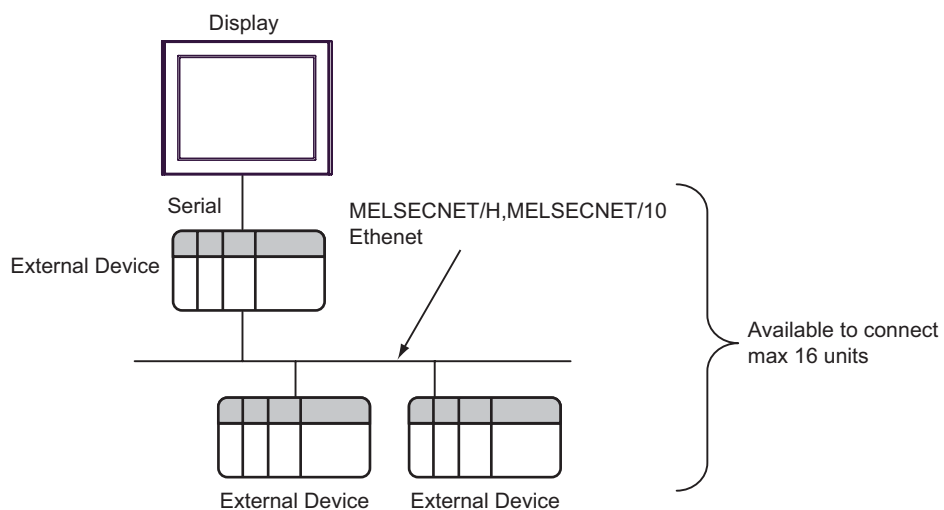 Display
Serial
MELSECNET/H,MELSECNET/10
Ethenet
External Device
Available to connect
max 16 units
External Device
External Device